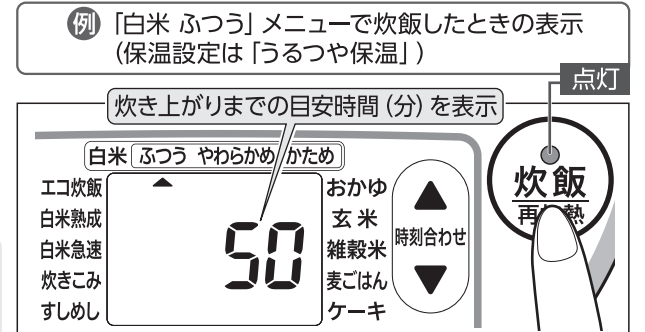 例 「白米 ふつう」メニューで炊飯したときの表示
(保温設定は「うるつや保温」)
点灯
炊き上がりまでの目安時間(分)を表示
白米 ふつう やわらかめ かため
エコ炊飯
白米熟成
白米急速
炊きこみ
すしめし
50
おかゆ
玄米
雑穀米
麦ごはん
ケーキ
時刻合わせ
炊飯
再 熱